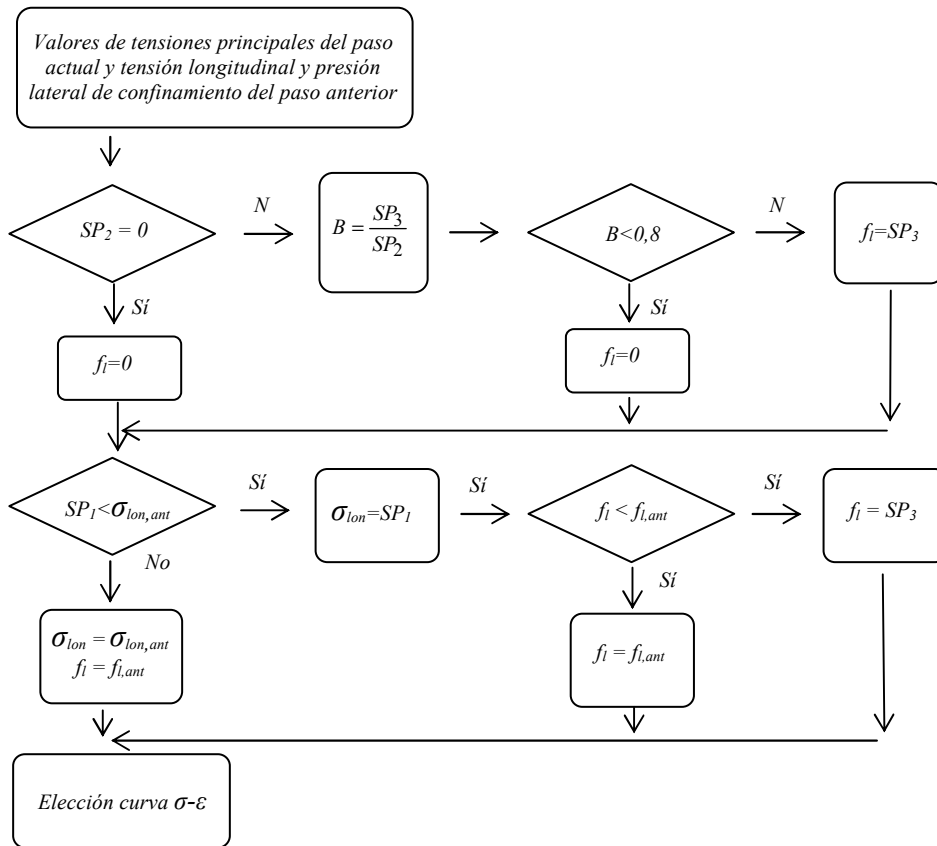 Valores de tensiones principales del paso
actual y tensión longitudinal y presión
lateral de confinamiento del paso anterior
SP2 = 0
N
B = SP3/SP2
B<0,8
N
fl=SP3
Sí
Sí
fl=0
fl=0
SP1<σlon,ant
Sí
σlon=SP1
Sí
fl < fl,ant
Sí
fl = SP3
No
Sí
σlon = σlon,ant
fl = fl,ant
fl = fl,ant
Elección curva σ-ε